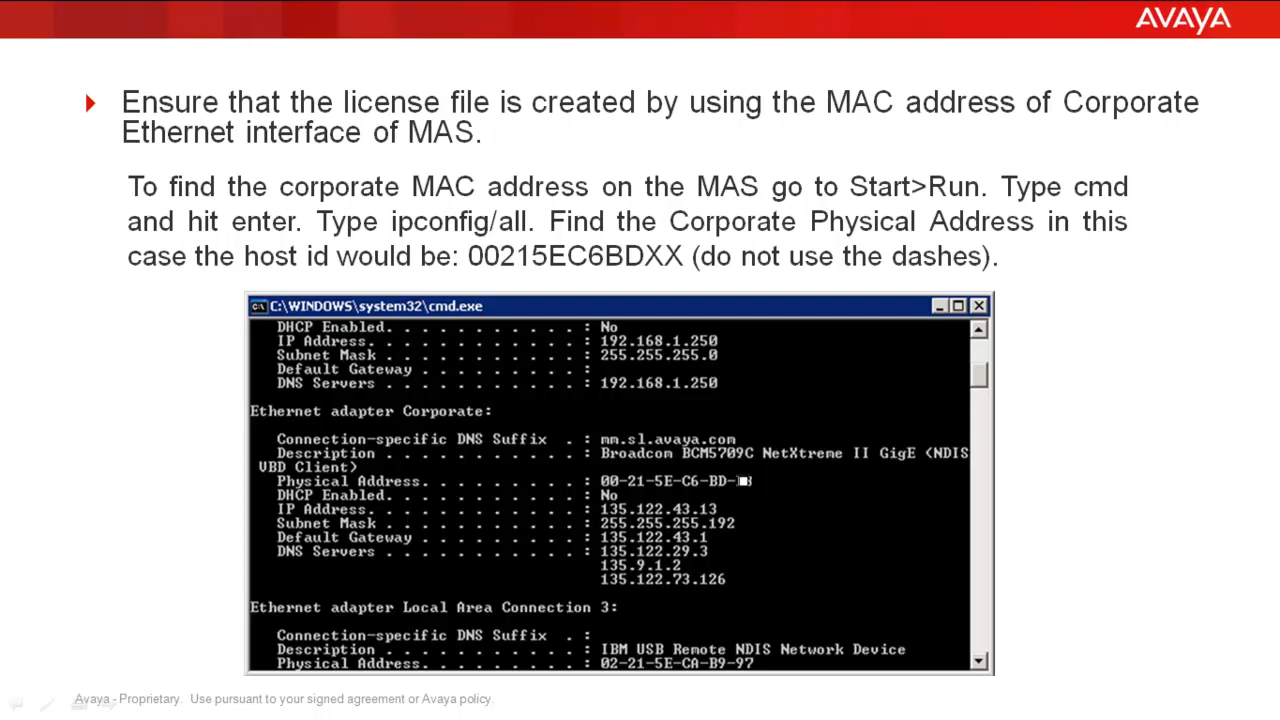 AVAYA
Ensure that the license file is created by using the MAC address of Corporate
Ethernet interface of MAS.
To find the corporate MAC address on the MAS go to Start>Run. Type cmd
and hit enter. Type ipconfig/all. Find the Corporate Physical Address in this
case the host id would be: 00215EC6BDXX (do not use the dashes).
C:\WINDOWS\system32\cmd.exe
DHCP Enabled. . . . . . . . . . . : No
IP Address. . . . . . . . . . . . : 192.168.1.250
Subnet Mask . . . . . . . . . . . : 255.255.255.0
Default Gateway . . . . . . . . . :
DNS Servers . . . . . . . . . . . : 192.168.1.250
Ethernet adapter Corporate:
Connection-specific DNS Suffix  . : mm.sl.avaya.com
Description . . . . . . . . . . . : Broadcom BCM5709C NetXtreme II GigE (NDIS
VBD Client)
Physical Address. . . . . . . . . : 00-21-5E-C6-BD-
DHCP Enabled. . . . . . . . . . . : No
IP Address. . . . . . . . . . . . : 135.122.43.13
Subnet Mask . . . . . . . . . . . : 255.255.255.192
Default Gateway . . . . . . . . . : 135.122.43.1
DNS Servers . . . . . . . . . . . : 135.122.29.3
135.9.1.2
135.122.73.126
Ethernet adapter Local Area Connection 3:
Connection-specific DNS Suffix  . :
Description . . . . . . . . . . . : IBM USB Remote NDIS Network Device
Physical Address. . . . . . . . . : 02-21-5E-CA-B9-97
Avaya - Proprietary. Use pursuant to your signed agreement or Avaya policy.